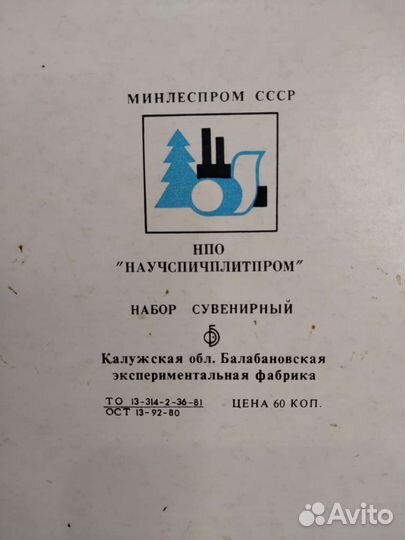 МИНЛЕСПРОМ СССР
НПО
"НАУЧСПИЧПЛИТПРОМ"
НАБОР СУВЕНИРНЫЙ
Калужская обл. Балабановская
экспериментальная фабрика
ТО 13-314-2-36-81
ОСТ 13-92-80
ЦЕНА 60 КОП.
Avito